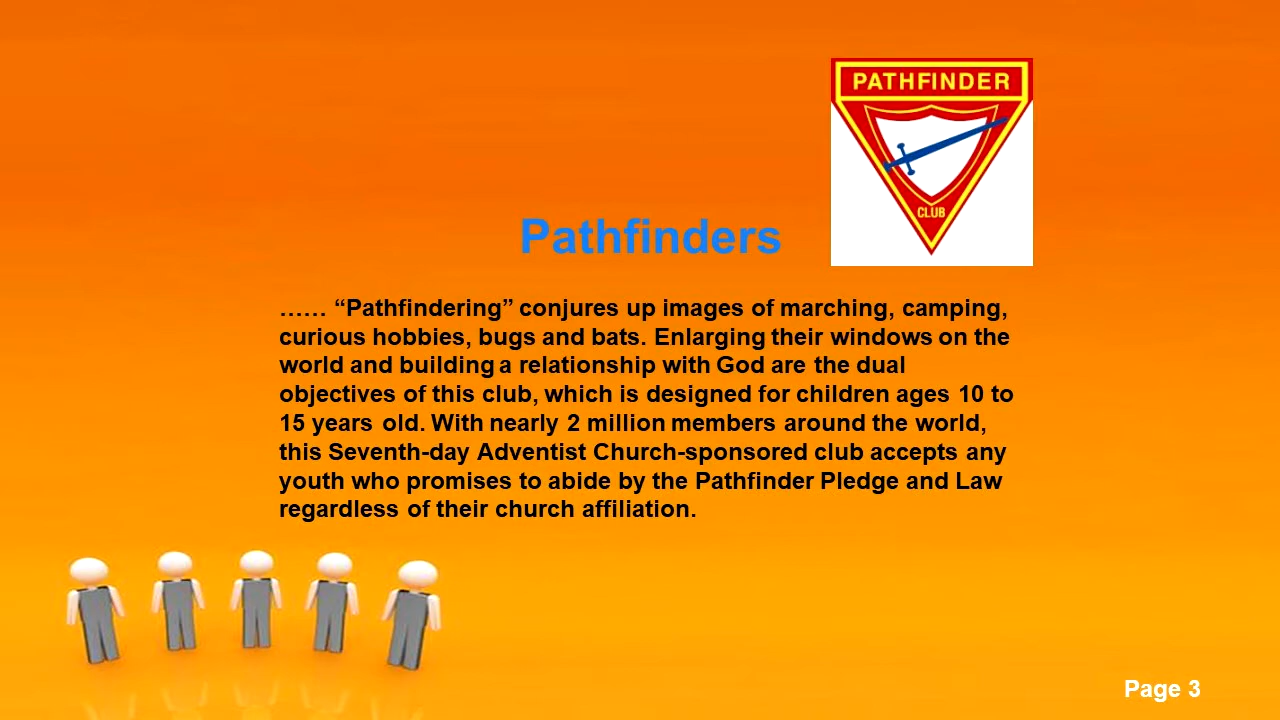 PATHFINDER
CLUB
Pathfinders
…… “Pathfindering” conjures up images of marching, camping,
curious hobbies, bugs and bats. Enlarging their windows on the
world and building a relationship with God are the dual
objectives of this club, which is designed for children ages 10 to
15 years old. With nearly 2 million members around the world,
this Seventh-day Adventist Church-sponsored club accepts any
youth who promises to abide by the Pathfinder Pledge and Law
regardless of their church affiliation.
Page 3